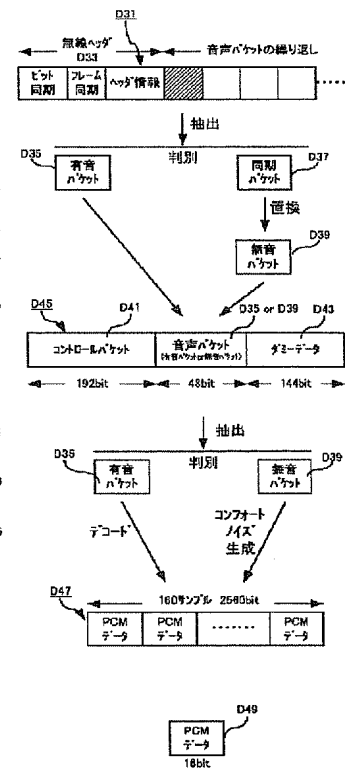 D31
無線ヘッダ
D33
音声パケットの繰り返し
ビット
同期
フレーム
同期
ヘッダ情報
抽出
判別
D35
有音
パケット
同期
パケット
D37
置換
無音
パケット
D39
D45
D41
D35 or D39
D43
コントロールパケット
音声パケット
(有音パケットor無音パケット)
ダミーデータ
192bit
48bit
144bit
抽出
判別
D35
有音
パケット
無音
パケット
D39
デコード
コンフォート
ノイズ
生成
D47
160サンプル 2560bit
PCM
データ
PCM
データ
PCM
データ
D49
PCM
データ
16bit